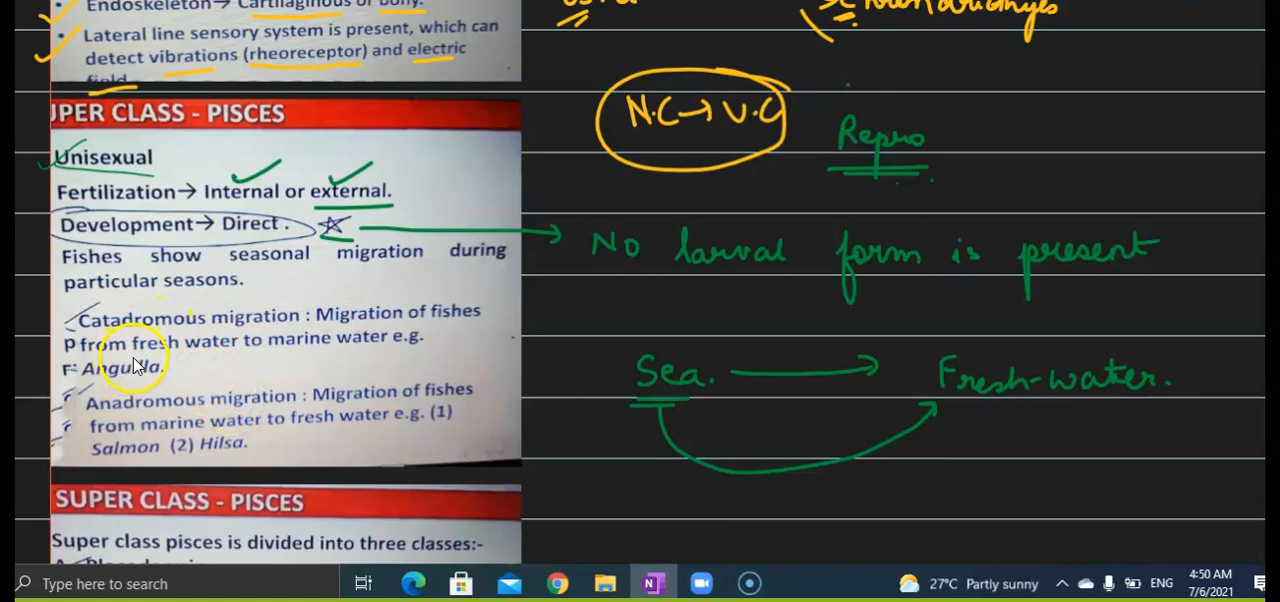 Endoskeleton→ Cartilaginous or bony.
• Lateral line sensory system is present, which can
detect vibrations (rheoreceptor) and electric
field.
UPER CLASS - PISCES
Unisexual
Fertilization→ Internal or external.
Development→ Direct .
Fishes show seasonal migration during
particular seasons.
Catadromous migration : Migration of fishes
from fresh water to marine water e.g.
Anguilla.
Anadromous migration : Migration of fishes
from marine water to fresh water e.g. (1)
Salmon (2) Hilsa.
SUPER CLASS - PISCES
Super class pisces is divided into three classes:-
N.C→V.C
Repro
No larval form is present
Sea. → Fresh-water.
Type here to search
27°C Partly sunny
ENG
4:50 AM
7/6/2021